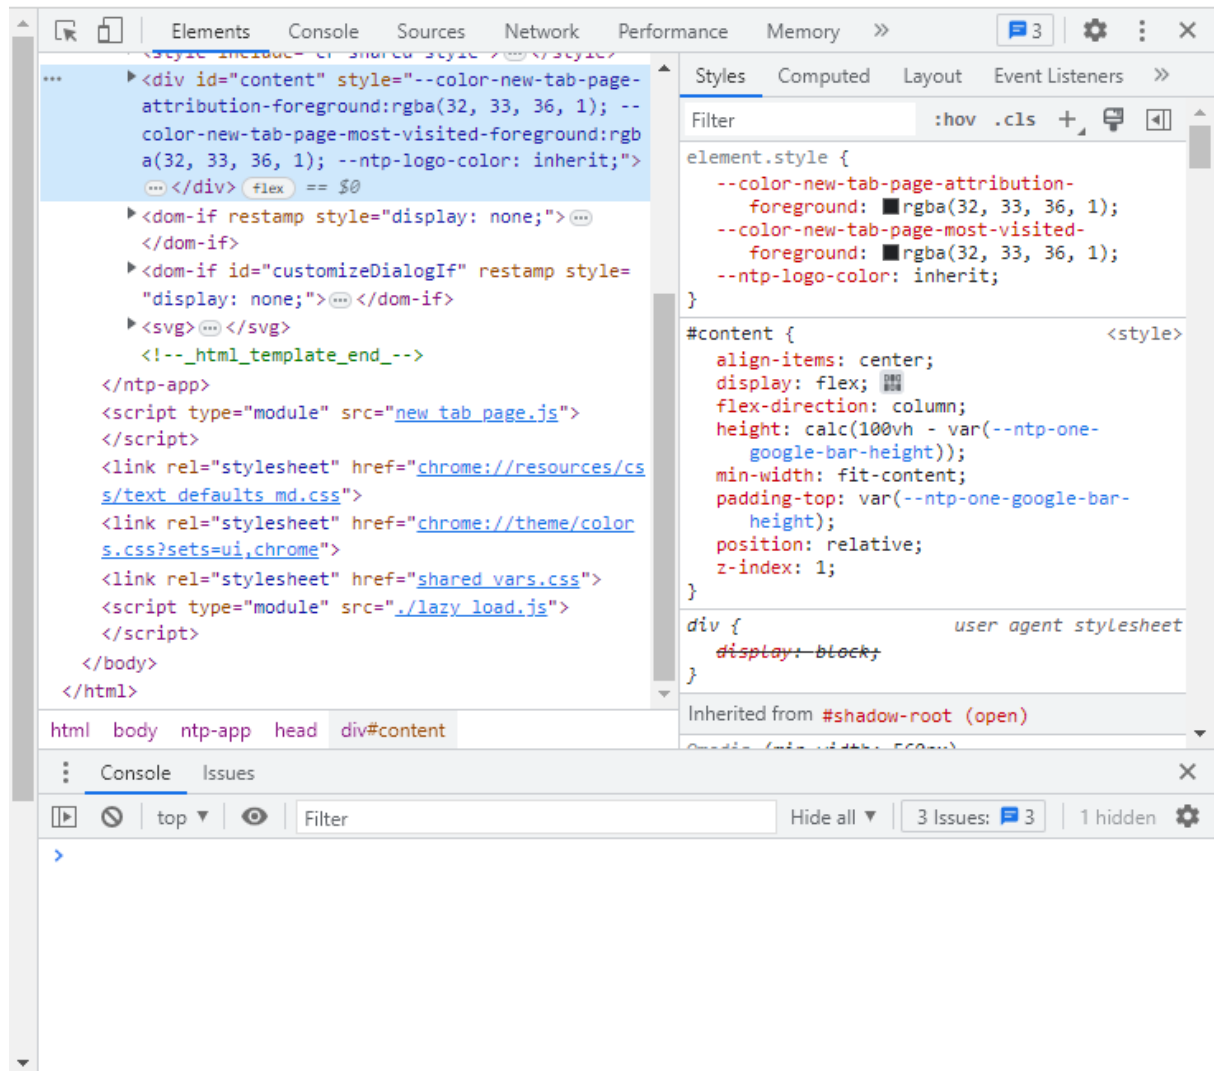 Elements Console Sources Network Performance Memory 3
<style include="cr-shared-style">…</style>
<div id="content" style="--color-new-tab-page-
attribution-foreground:rgba(32, 33, 36, 1); --
color-new-tab-page-most-visited-foreground:rgb
a(32, 33, 36, 1); --ntp-logo-color: inherit;">
…</div> flex == $0
<dom-if restamp style="display: none;">…
</dom-if>
<dom-if id="customizeDialogIf" restamp style=
"display: none;">…</dom-if>
<svg>…</svg>
<!--_html_template_end_-->
</ntp-app>
<script type="module" src="new_tab_page.js">
</script>
<link rel="stylesheet" href="chrome://resources/cs
s/text_defaults_md.css">
<link rel="stylesheet" href="chrome://theme/color
s.css?sets=ui,chrome">
<link rel="stylesheet" href="shared_vars.css">
<script type="module" src="./lazy_load.js">
</script>
</body>
</html>
html body ntp-app head div#content
Styles Computed Layout Event Listeners
Filter :hov .cls
element.style {
--color-new-tab-page-attribution-
foreground: rgba(32, 33, 36, 1);
--color-new-tab-page-most-visited-
foreground: rgba(32, 33, 36, 1);
--ntp-logo-color: inherit;
}
#content { <style>
align-items: center;
display: flex;
flex-direction: column;
height: calc(100vh - var(--ntp-one-
google-bar-height));
min-width: fit-content;
padding-top: var(--ntp-one-google-bar-
height);
position: relative;
z-index: 1;
}
div { user agent stylesheet
display: block;
}
Inherited from #shadow-root (open)
@media (min-width: 560px)
Console Issues
top Filter Hide all 3 Issues: 3 1 hidden